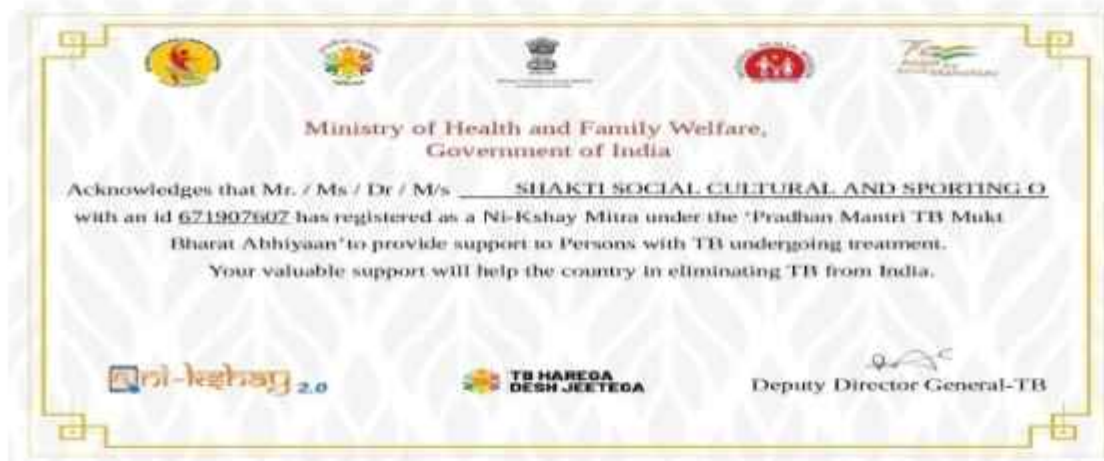 Ministry of Health and Family Welfare,
Government of India
Acknowledges that Mr. / Ms / Dr / M/s SHAKTI SOCIAL CULTURAL AND SPORTING O
with an id 671907607 has registered as a Ni-Kshay Mitra under the 'Pradhan Mantri TB Mukt
Bharat Abhiyaan' to provide support to Persons with TB undergoing treatment.
Your valuable support will help the country in eliminating TB from India.
ni-kshay 2.0
TB HAREGA
DESH JEETEGA
Deputy Director General-TB